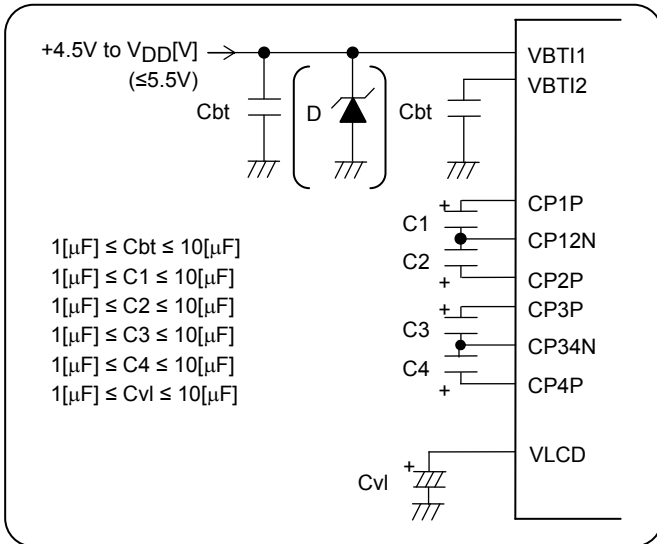 +4.5V to VDD[V]
(≤5.5V)
Cbt
D
Cbt
VBTI1
VBTI2
+
C1
C2
+
CP1P
CP12N
CP2P
+
C3
C4
+
CP3P
CP34N
CP4P
1[μF] ≤ Cbt ≤ 10[μF]
1[μF] ≤ C1 ≤ 10[μF]
1[μF] ≤ C2 ≤ 10[μF]
1[μF] ≤ C3 ≤ 10[μF]
1[μF] ≤ C4 ≤ 10[μF]
1[μF] ≤ Cvl ≤ 10[μF]
+
Cvl
VLCD